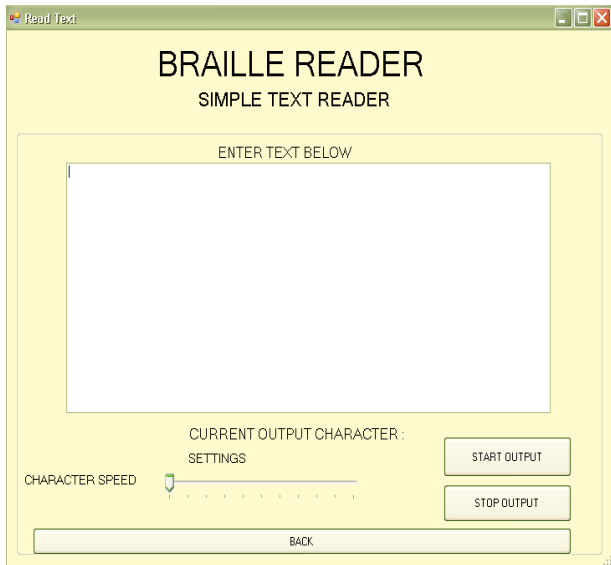 Read Text
BRAILLE READER
SIMPLE TEXT READER
ENTER TEXT BELOW
CURRENT OUTPUT CHARACTER :
SETTINGS
CHARACTER SPEED
START OUTPUT
STOP OUTPUT
BACK